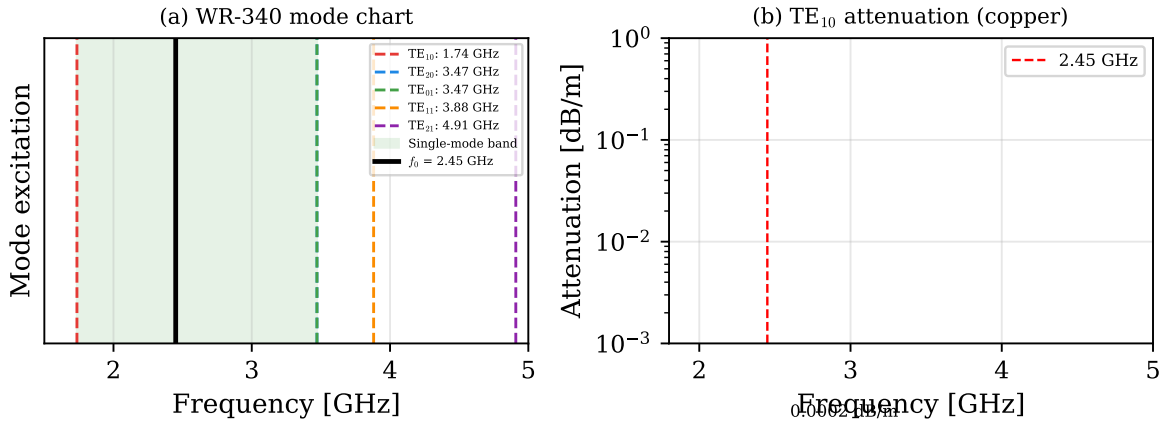 (a) WR-340 mode chart
Mode excitation
TE₁₀: 1.74 GHz
TE₂₀: 3.47 GHz
TE₀₁: 3.47 GHz
TE₁₁: 3.88 GHz
TE₂₁: 4.91 GHz
Single-mode band
f₀ = 2.45 GHz
2 3 4 5
Frequency [GHz]
(b) TE₁₀ attenuation (copper)
Attenuation [dB/m]
10⁰
10⁻¹
10⁻²
10⁻³
2.45 GHz
2 3 4 5
Frequency [GHz]
0.0002 dB/m